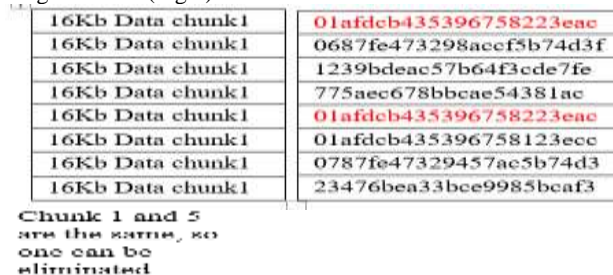 16Kb Data chunk1 01afdcb435396758223eac
16Kb Data chunk1 0687fe473298accf5b74d3f
16Kb Data chunk1 1239bdeac57b64f3cde7fe
16Kb Data chunk1 775aec678bbcae54381ac
16Kb Data chunk1 01afdcb435396758223eac
16Kb Data chunk1 01afdcb435396758123ecc
16Kb Data chunk1 0787fe47329457ac5b74d3
16Kb Data chunk1 23476bea33bce9985bcaf3
Chunk 1 and 5
are the same, so
one can be
eliminated